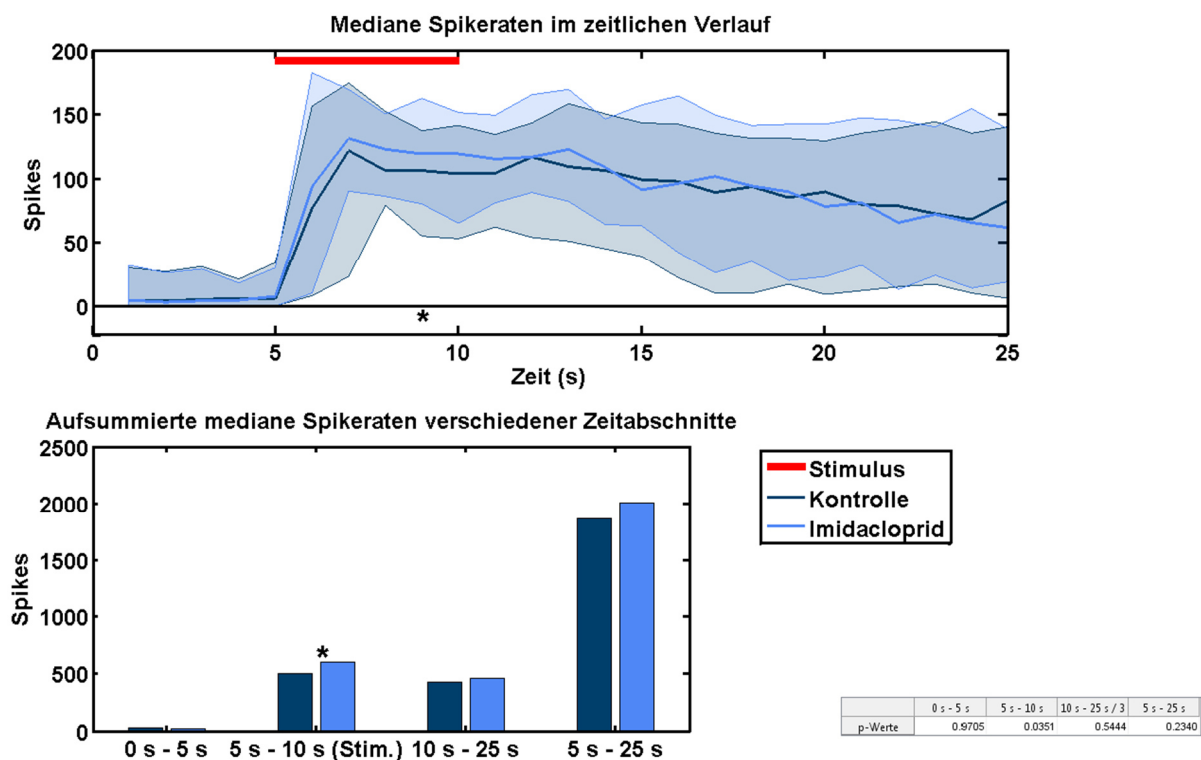 Mediane Spikeraten im zeitlichen Verlauf
200
150
100
50
0
Spikes
*
0 5 10 15 20 25
Zeit (s)
Aufsummierte mediane Spikeraten verschiedener Zeitabschnitte
2500
2000
1500
1000
500
0
Spikes
*
0 s - 5 s 5 s - 10 s (Stim.) 10 s - 25 s 5 s - 25 s
Stimulus
Kontrolle
Imidacloprid
0 s - 5 s 5 s - 10 s 10 s - 25 s / 3 5 s - 25 s
p-Werte 0.9705 0.0351 0.5444 0.2340